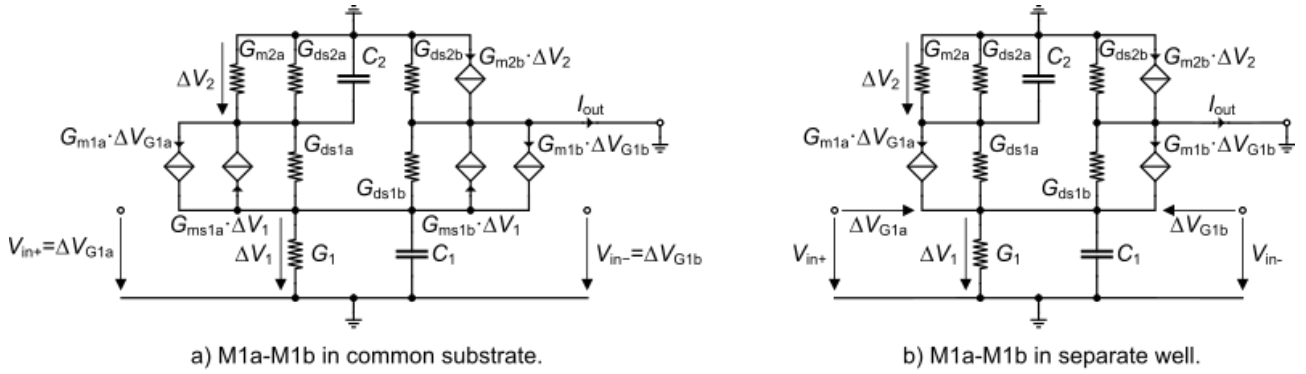 Gm2a Gds2a C2 Gds2b Gm2b·ΔV2
ΔV2
Iout
Gm1a·ΔVG1a Gds1a Gm1b·ΔVG1b
Gds1b
Gms1a·ΔV1 Gms1b·ΔV1
Vin+=ΔVG1a ΔV1 G1 C1 Vin−=ΔVG1b
a) M1a-M1b in common substrate.
Gm2a Gds2a C2 Gds2b Gm2b·ΔV2
ΔV2
Iout
Gm1a·ΔVG1a Gds1a Gm1b·ΔVG1b
Gds1b
ΔVG1a ΔVG1b
Vin+ ΔV1 G1 C1 Vin-
b) M1a-M1b in separate well.